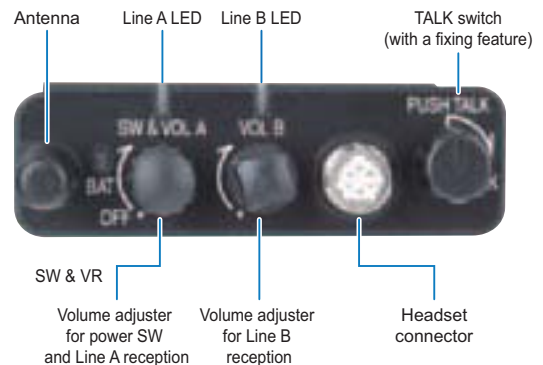 Antenna
Line A LED
Line B LED
TALK switch
(with a fixing feature)
PUSH TALK
SW & VOL A
VOL B
BAT
OFF
SW & VR
Volume adjuster
for power SW
and Line A reception
Volume adjuster
for Line B
reception
Headset
connector